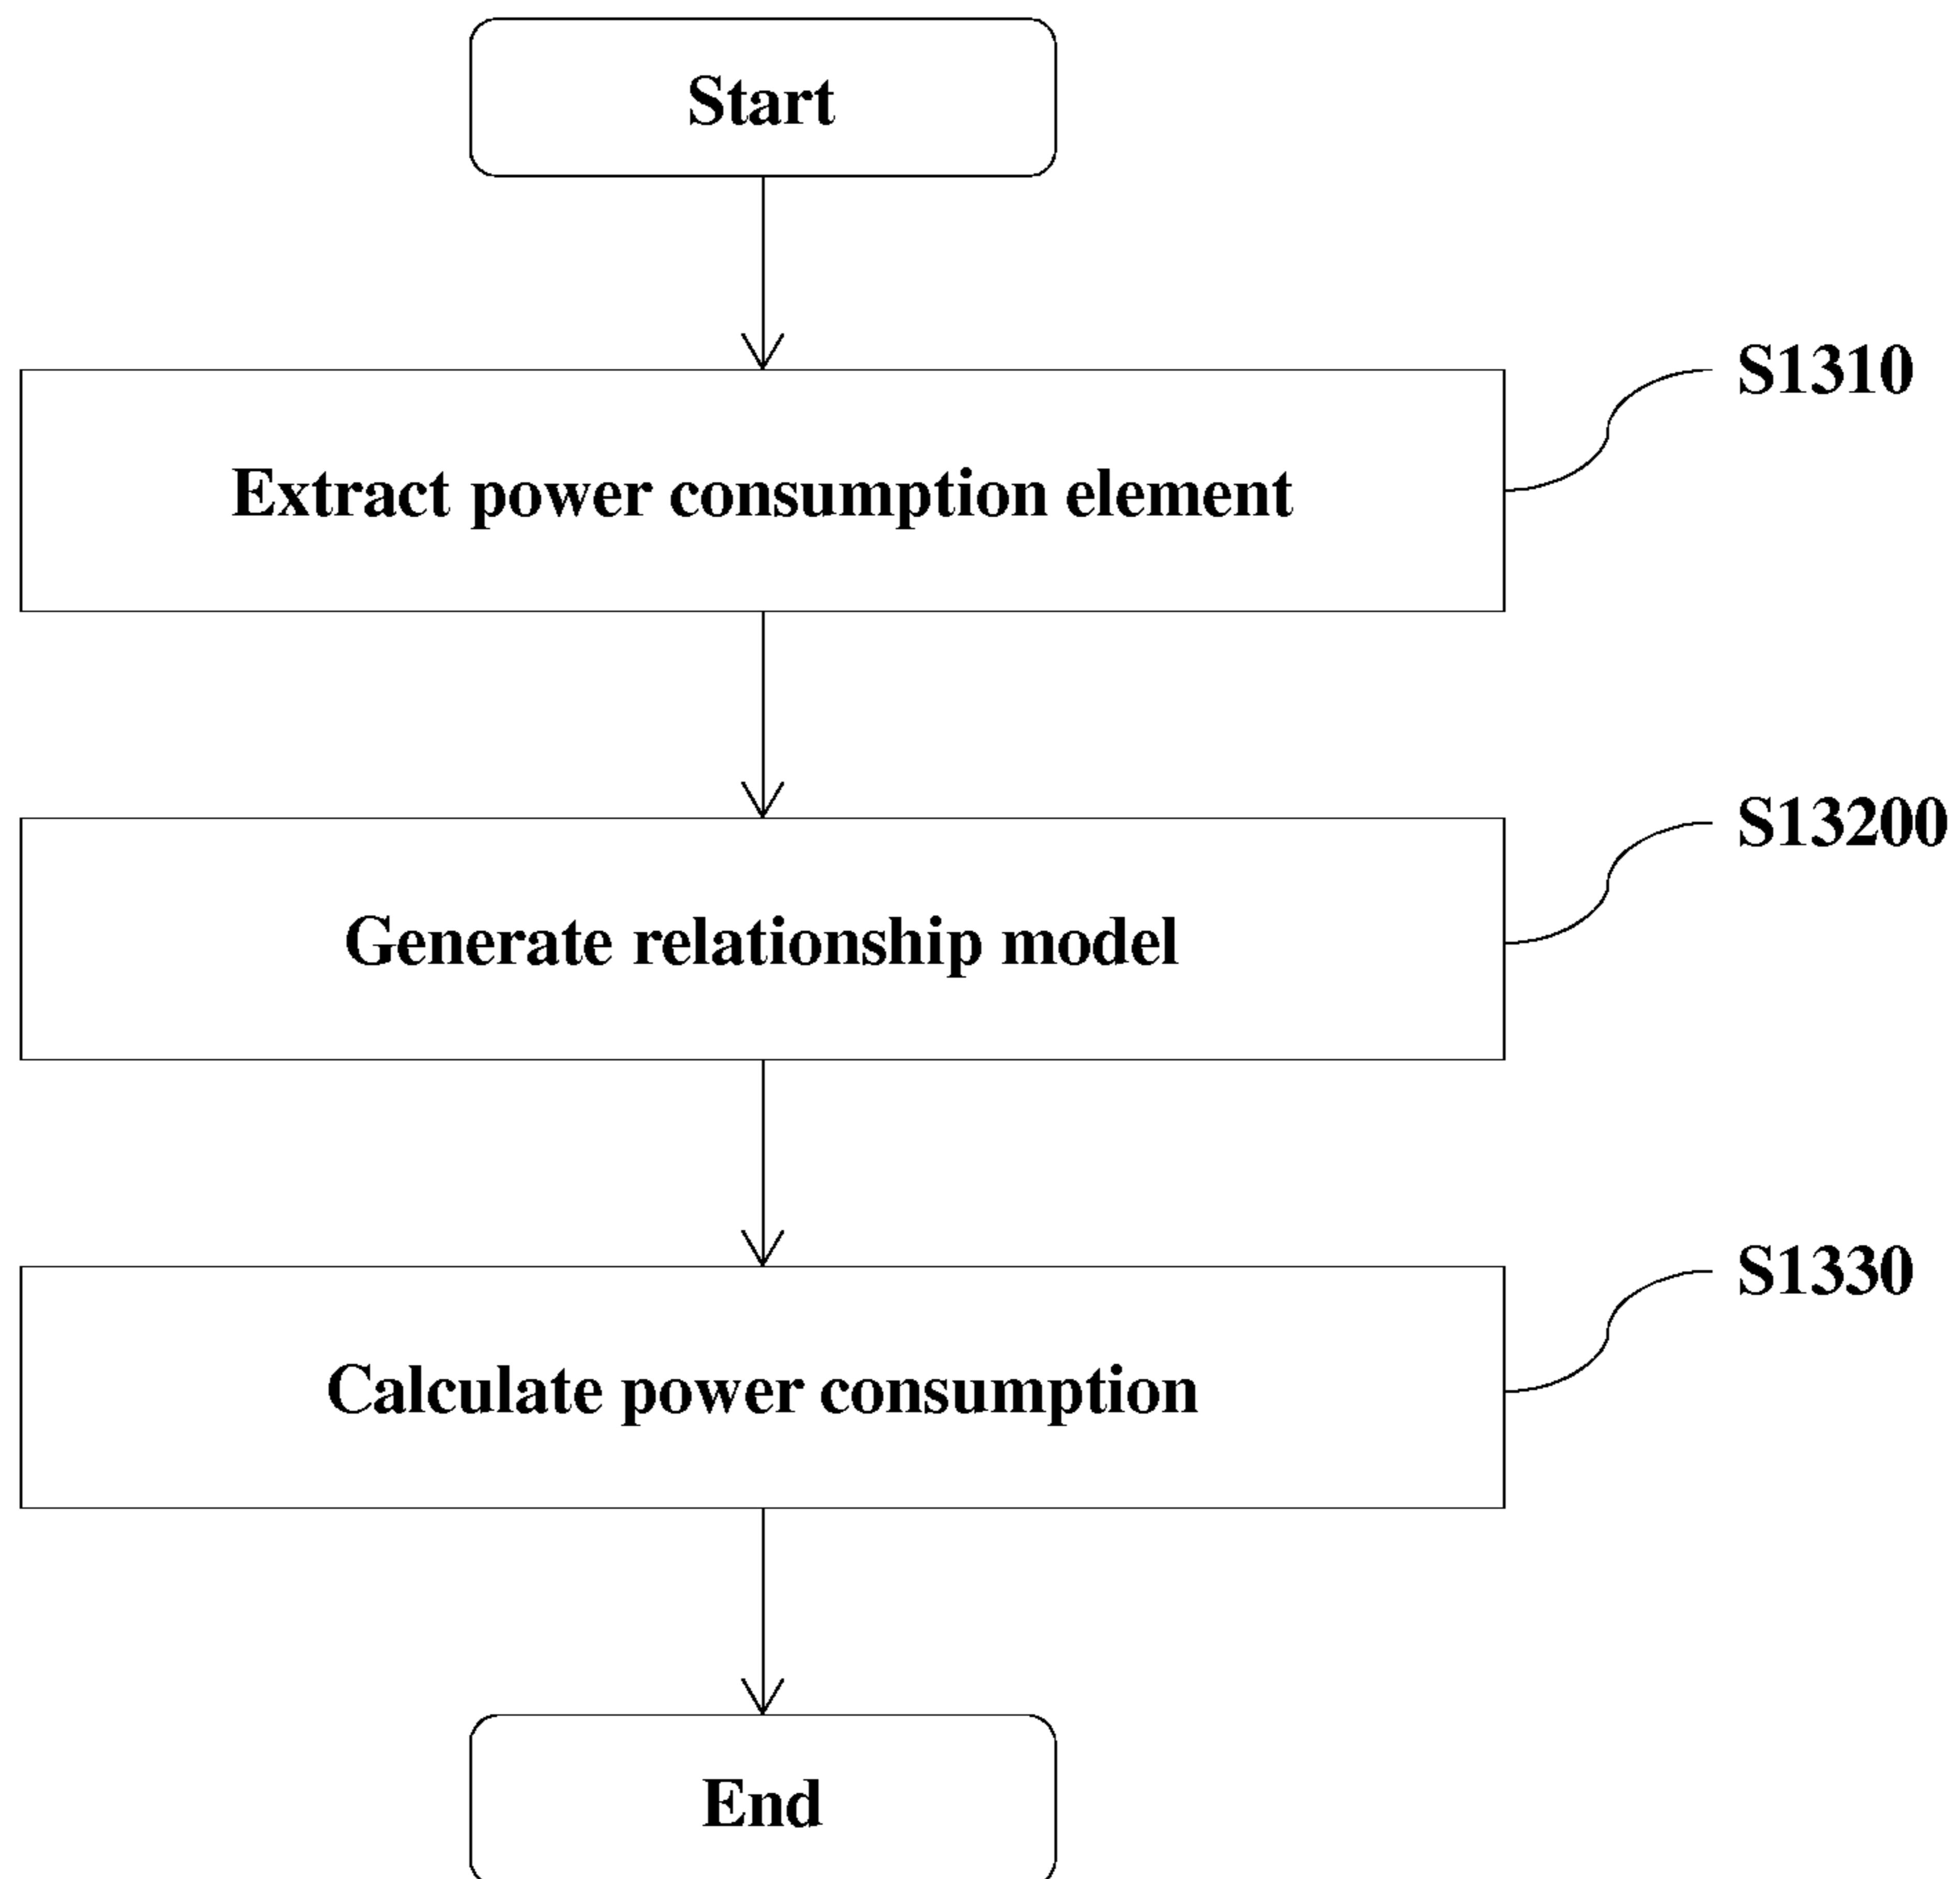 Start
S1310
Extract power consumption element
S13200
Generate relationship model
S1330
Calculate power consumption
End